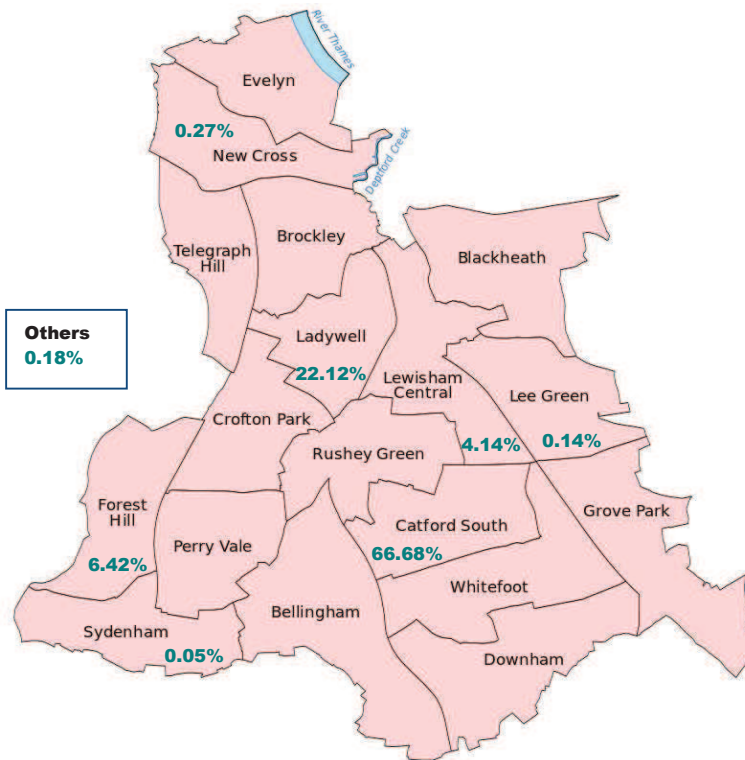 River Thames
Evelyn
0.27%
New Cross
Deptford Creek
Telegraph
Hill
Brockley
Blackheath
Others
0.18%
Ladywell
22.12%
Lewisham
Central
Lee Green
Crofton Park
4.14%
0.14%
Rushey Green
Forest
Hill
6.42%
Perry Vale
Catford South
66.68%
Grove Park
Whitefoot
Bellingham
Sydenham
0.05%
Downham